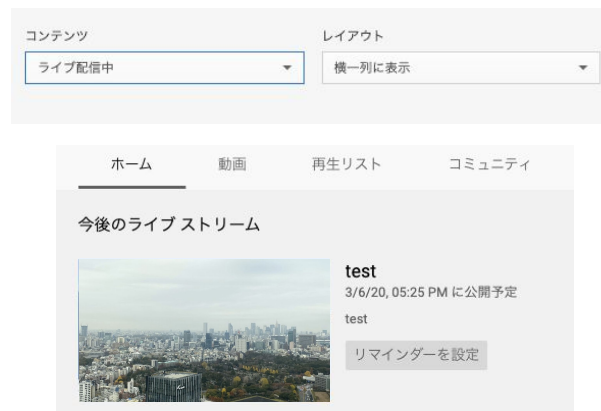 コンテンツ
レイアウト
ライブ配信中
横一列に表示
ホーム 動画 再生リスト コミュニティ
今後のライブ ストリーム
test
3/6/20, 05:25 PM に公開予定
test
リマインダーを設定